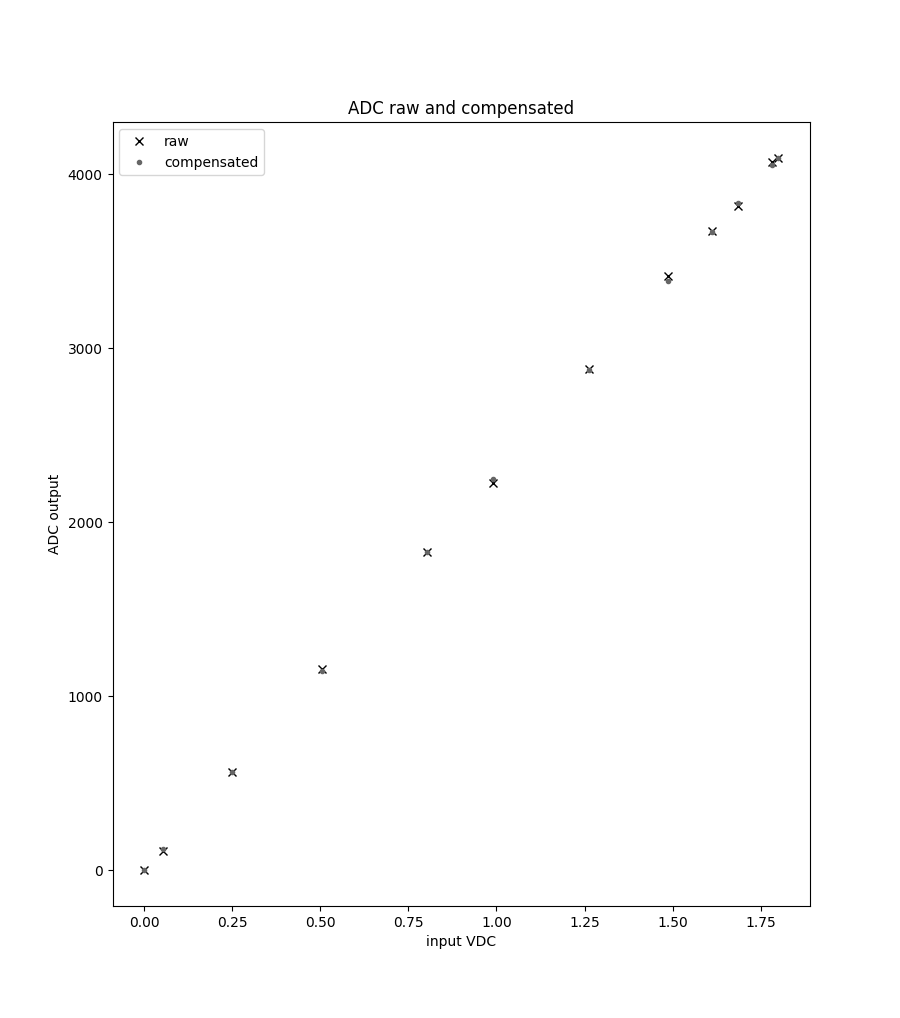 ADC raw and compensated
raw
compensated
4000
3000
2000
1000
0
ADC output
0.00 0.25 0.50 0.75 1.00 1.25 1.50 1.75
input VDC